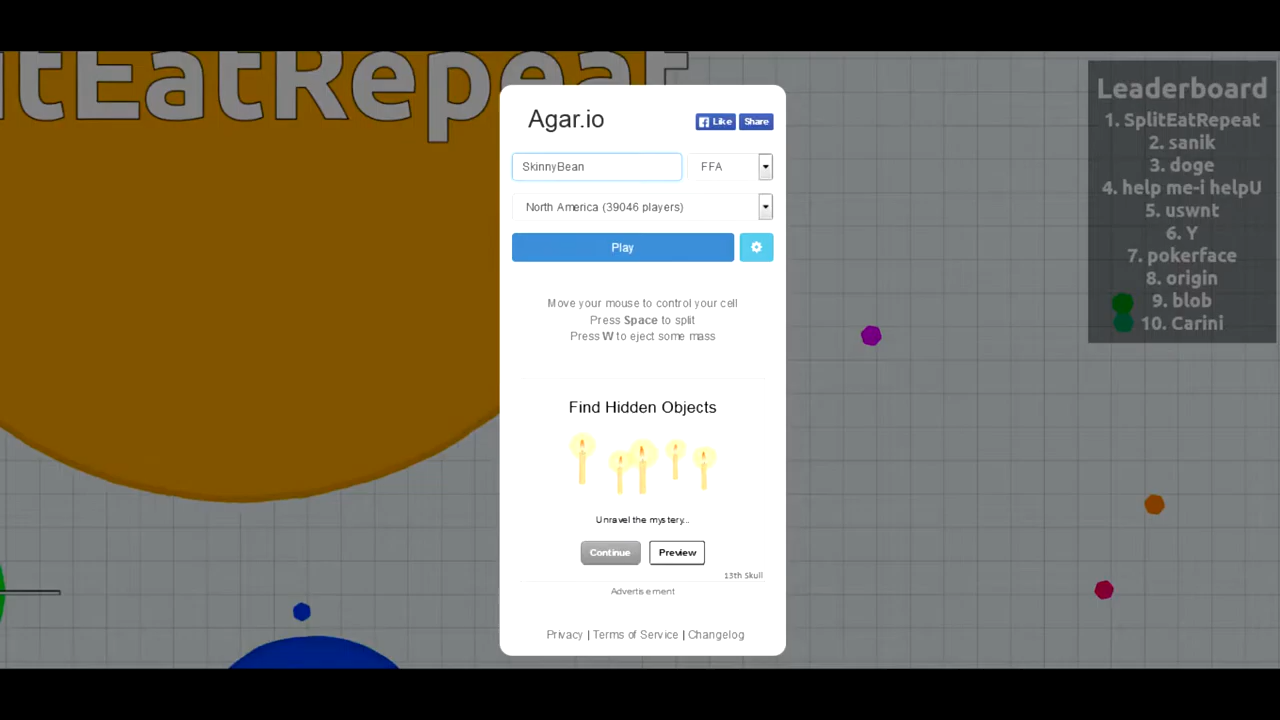 itEatRepeat
Agar.io
Like Share
SkinnyBean
FFA
North America (39046 players)
Play
Move your mouse to control your cell
Press Space to split
Press W to eject some mass
Find Hidden Objects
Unravel the mystery...
Continue Preview
13th Skull
Advertisement
Privacy | Terms of Service | Changelog
Leaderboard
1. SplitEatRepeat
2. sanik
3. doge
4. help me-i helpU
5. uswnt
6. Y
7. pokerface
8. origin
9. blob
10. Carini